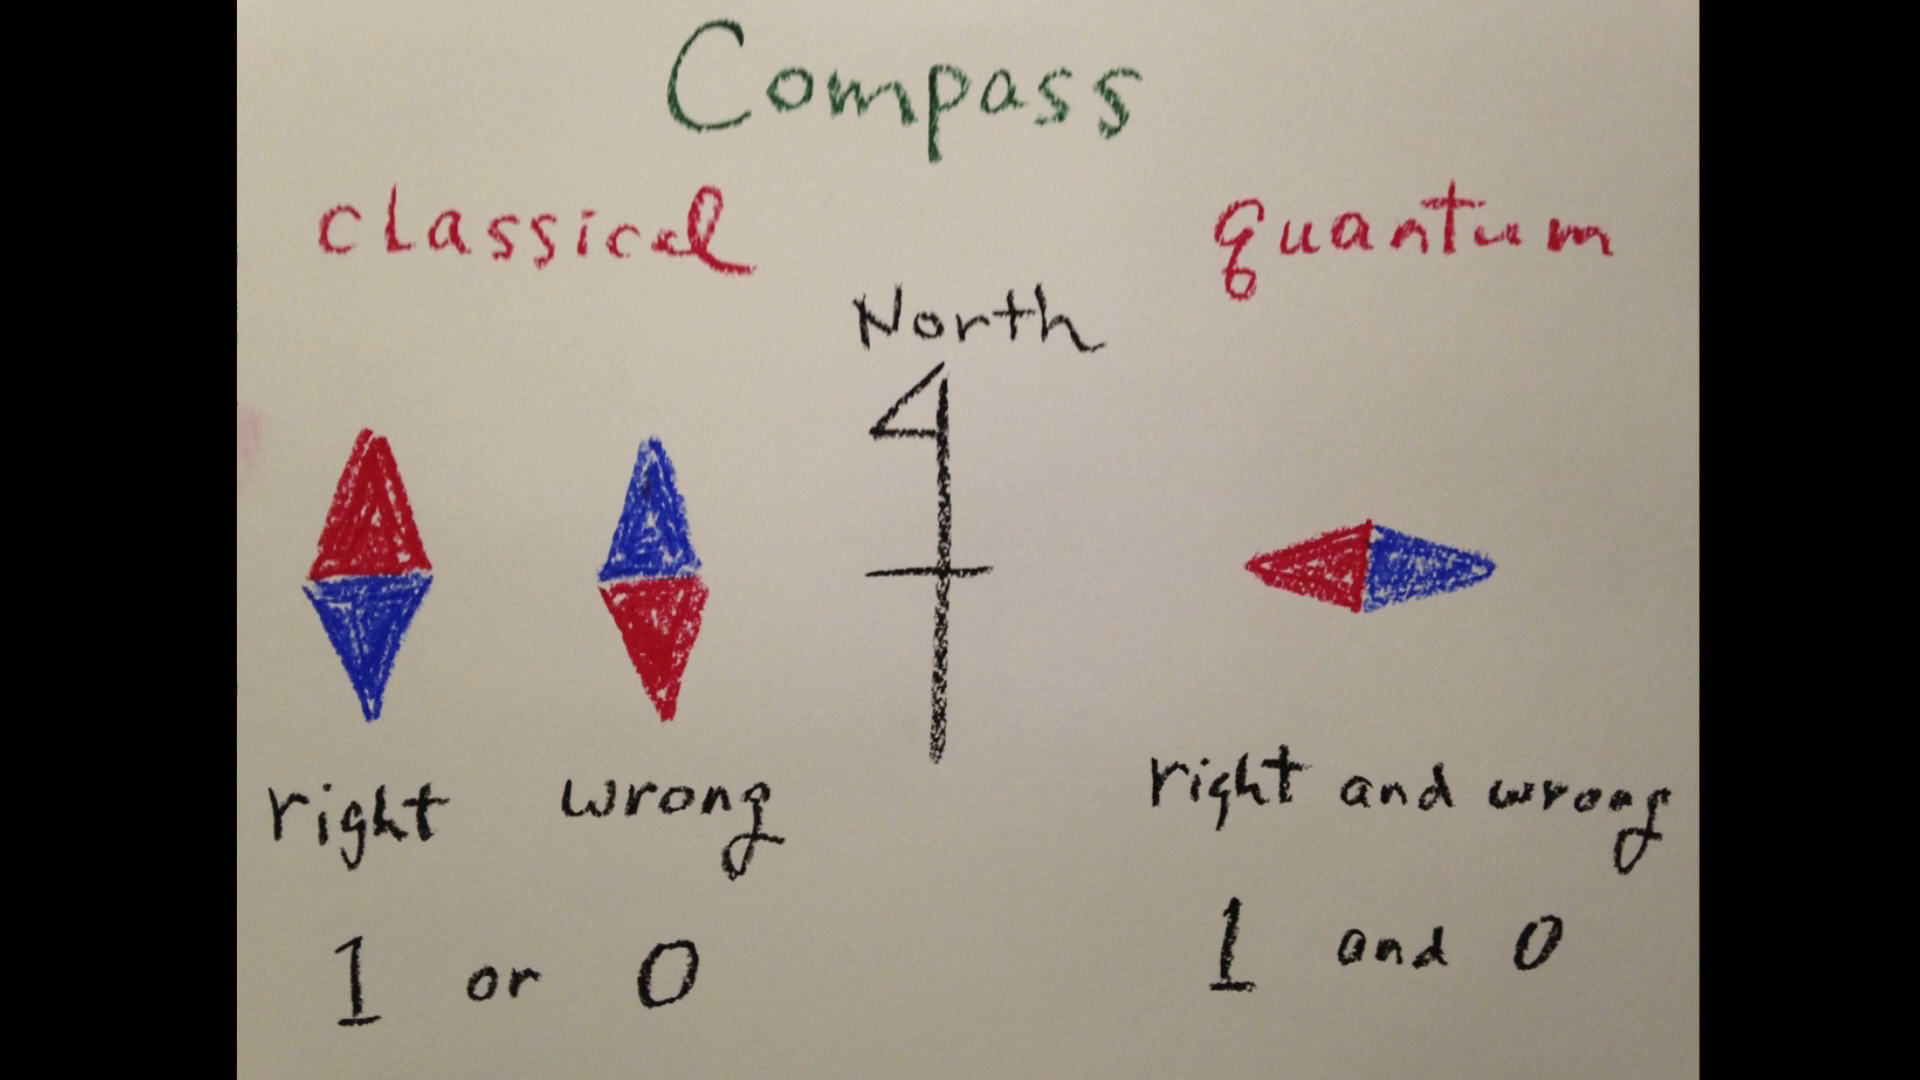 Compass
classical
quantum
North
right
wrong
right and wrong
1 or 0
1 and 0